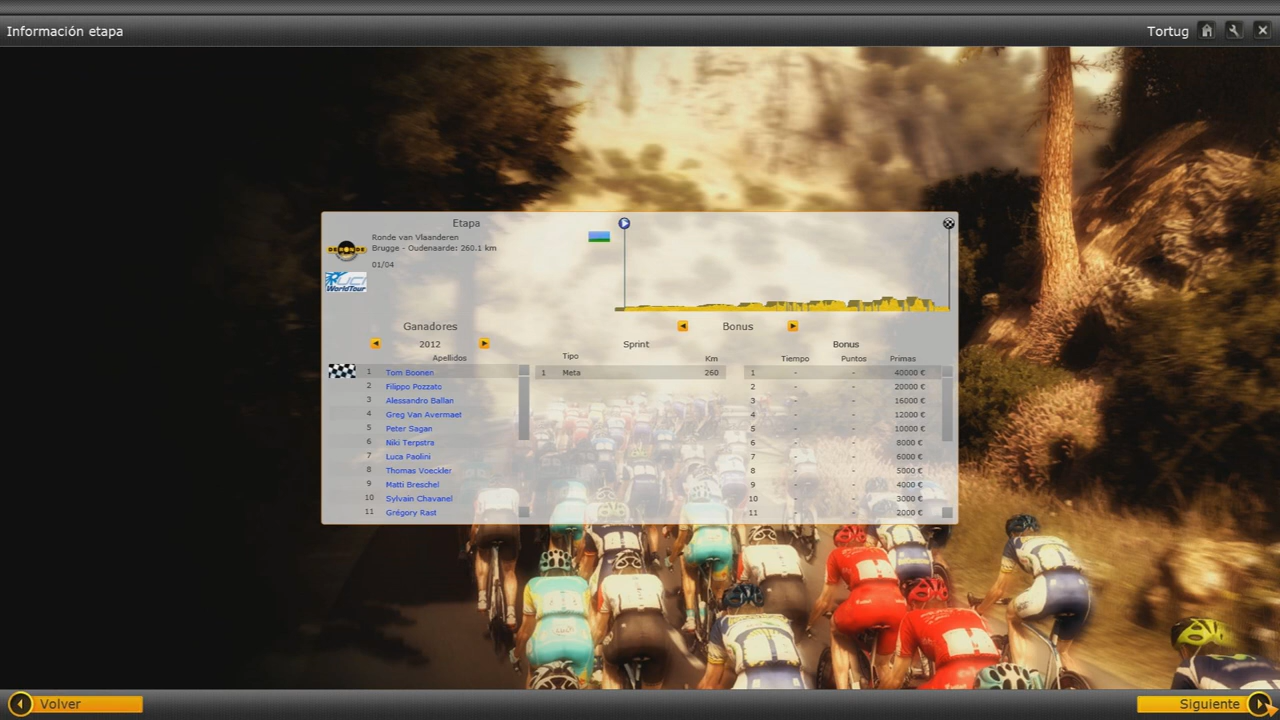 Información etapa
Tortug
Etapa
Ronde van Vlaanderen
Brugge - Oudenaarde: 260.1 km
01/04
UCI
WorldTour
Ganadores
Bonus
2012
Sprint
Bonus
Apellidos
Tipo
Km
Tiempo
Puntos
Primas
1 Tom Boonen
2 Filippo Pozzato
3 Alessandro Ballan
4 Greg Van Avermaet
5 Peter Sagan
6 Niki Terpstra
7 Luca Paolini
8 Thomas Voeckler
9 Matti Breschel
10 Sylvain Chavanel
11 Grégory Rast
1 Meta 260
1 - - 40000 €
2 - - 20000 €
3 - - 16000 €
4 - - 12000 €
5 - - 10000 €
6 - - 8000 €
7 - - 6000 €
8 - - 5000 €
9 - - 4000 €
10 - - 3000 €
11 - - 2000 €
Volver
Siguiente